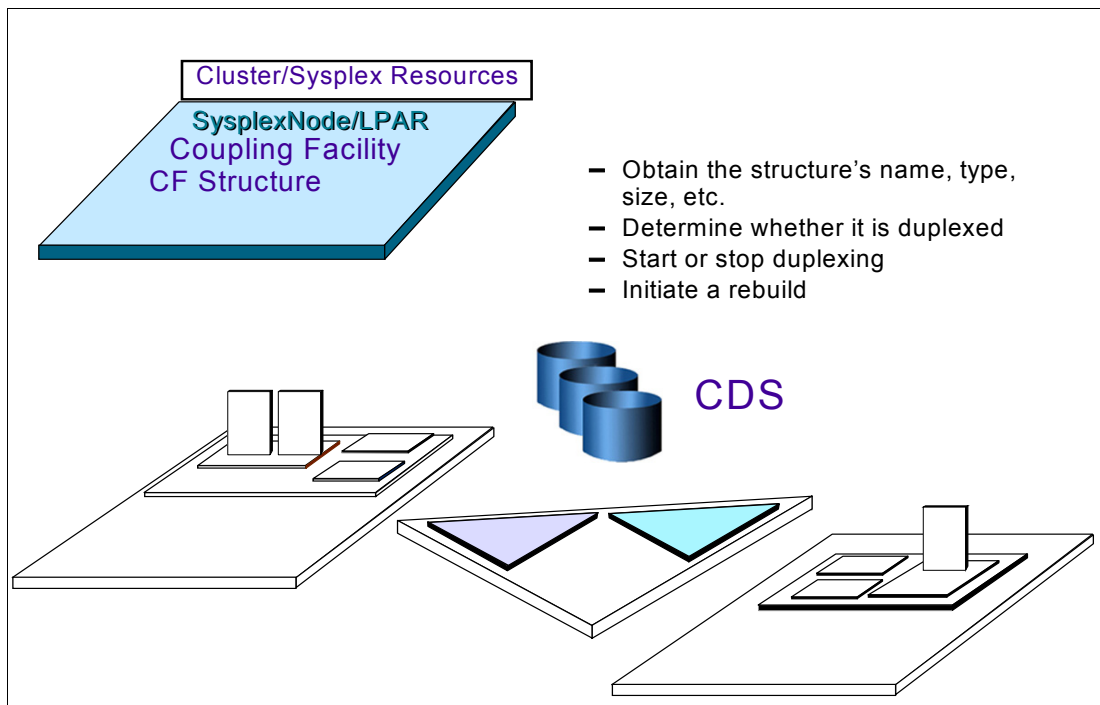 Cluster/Sysplex Resources
SysplexNode/LPAR
Coupling Facility
CF Structure
– Obtain the structure’s name, type,
size, etc.
– Determine whether it is duplexed
– Start or stop duplexing
– Initiate a rebuild
CDS